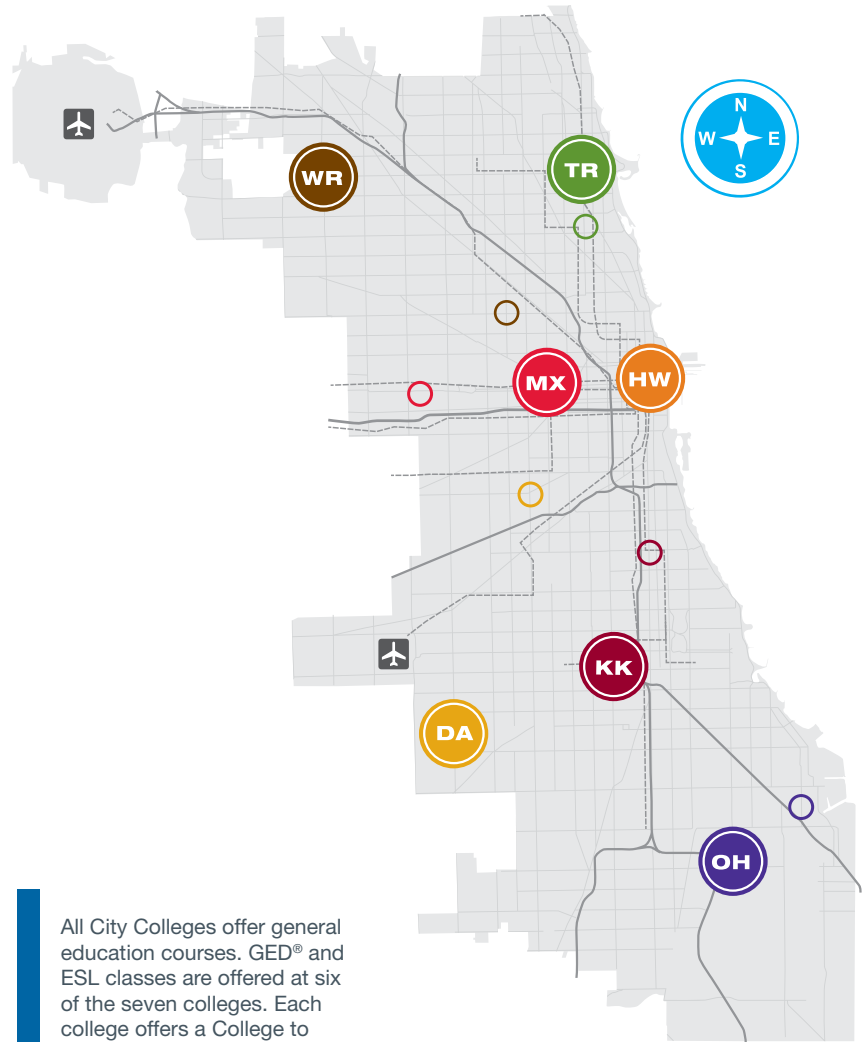 N
W E
S
WR
TR
MX
HW
KK
DA
OH
All City Colleges offer general
education courses. GED® and
ESL classes are offered at six
of the seven colleges. Each
college offers a College to